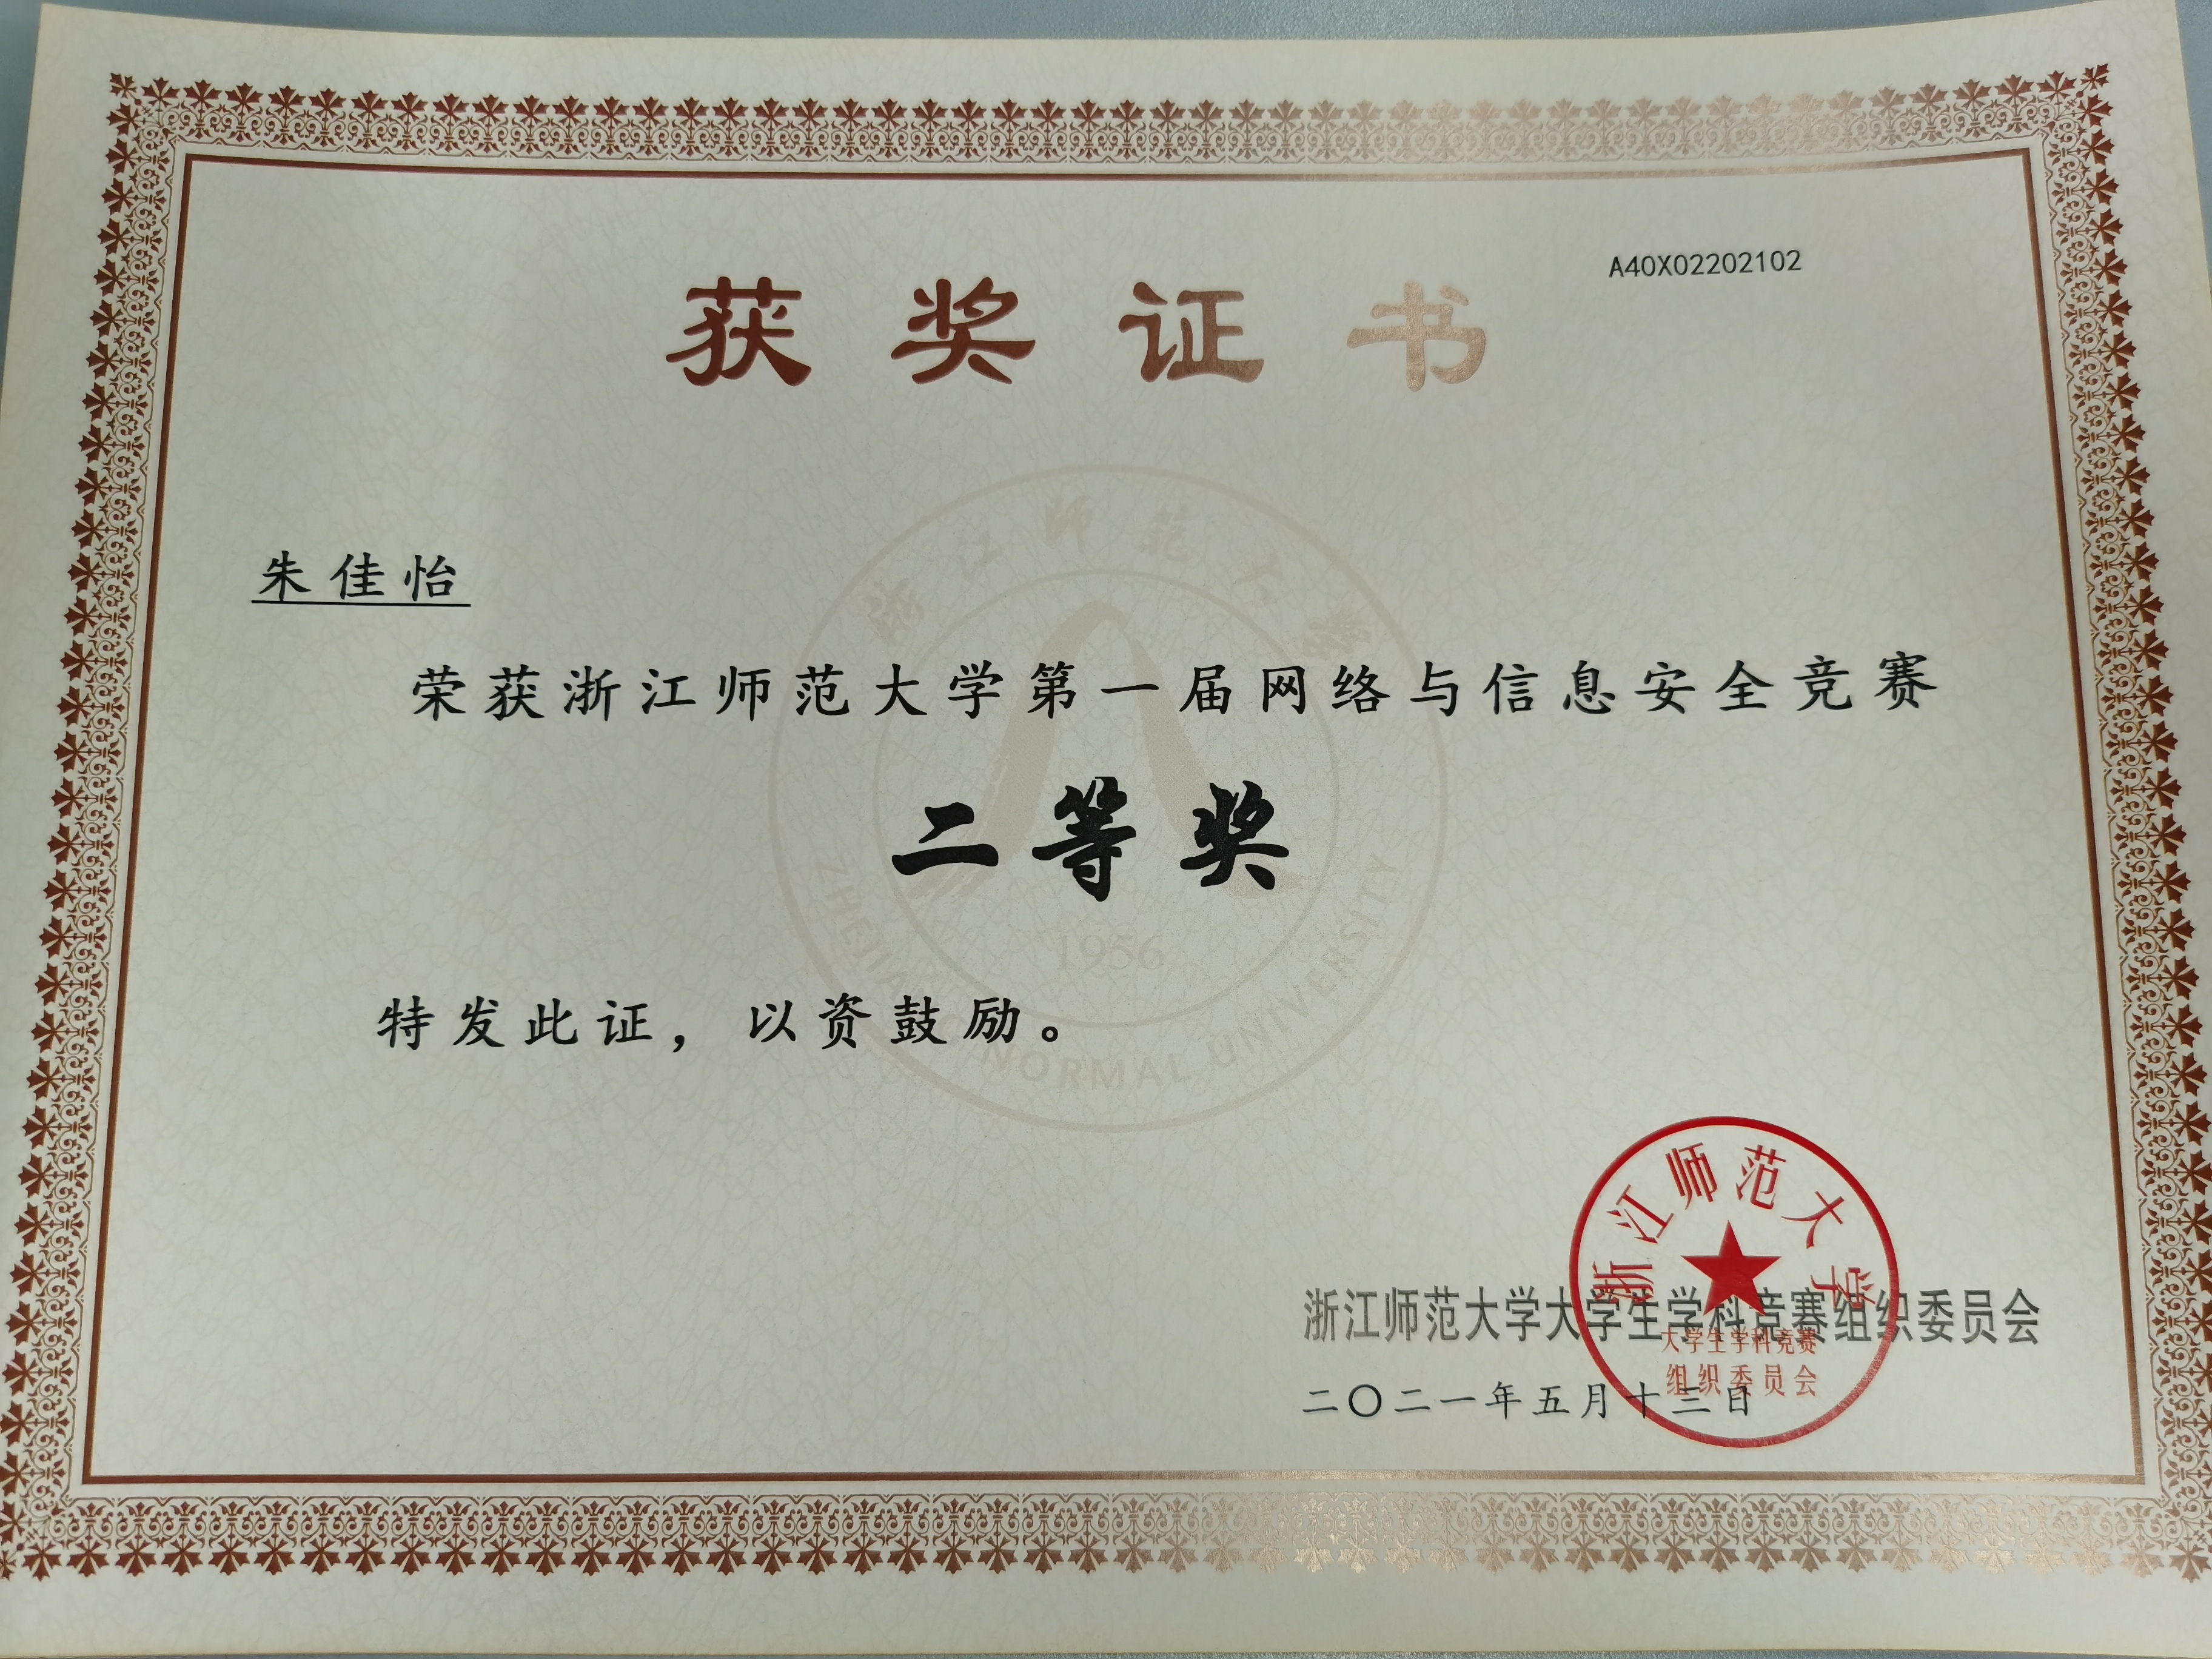 A40X02202102
获奖证书
朱佳怡
荣获浙江师范大学第一届网络与信息安全竞赛
二等奖
特发此证，以资鼓励。
浙江师范大学大学生学科竞赛组织委员会
二〇二一年五月十三日
浙江师范大学
大学生学科竞赛
组织委员会
浙江师范大学
1956
ZHEJIANG NORMAL UNIVERSITY